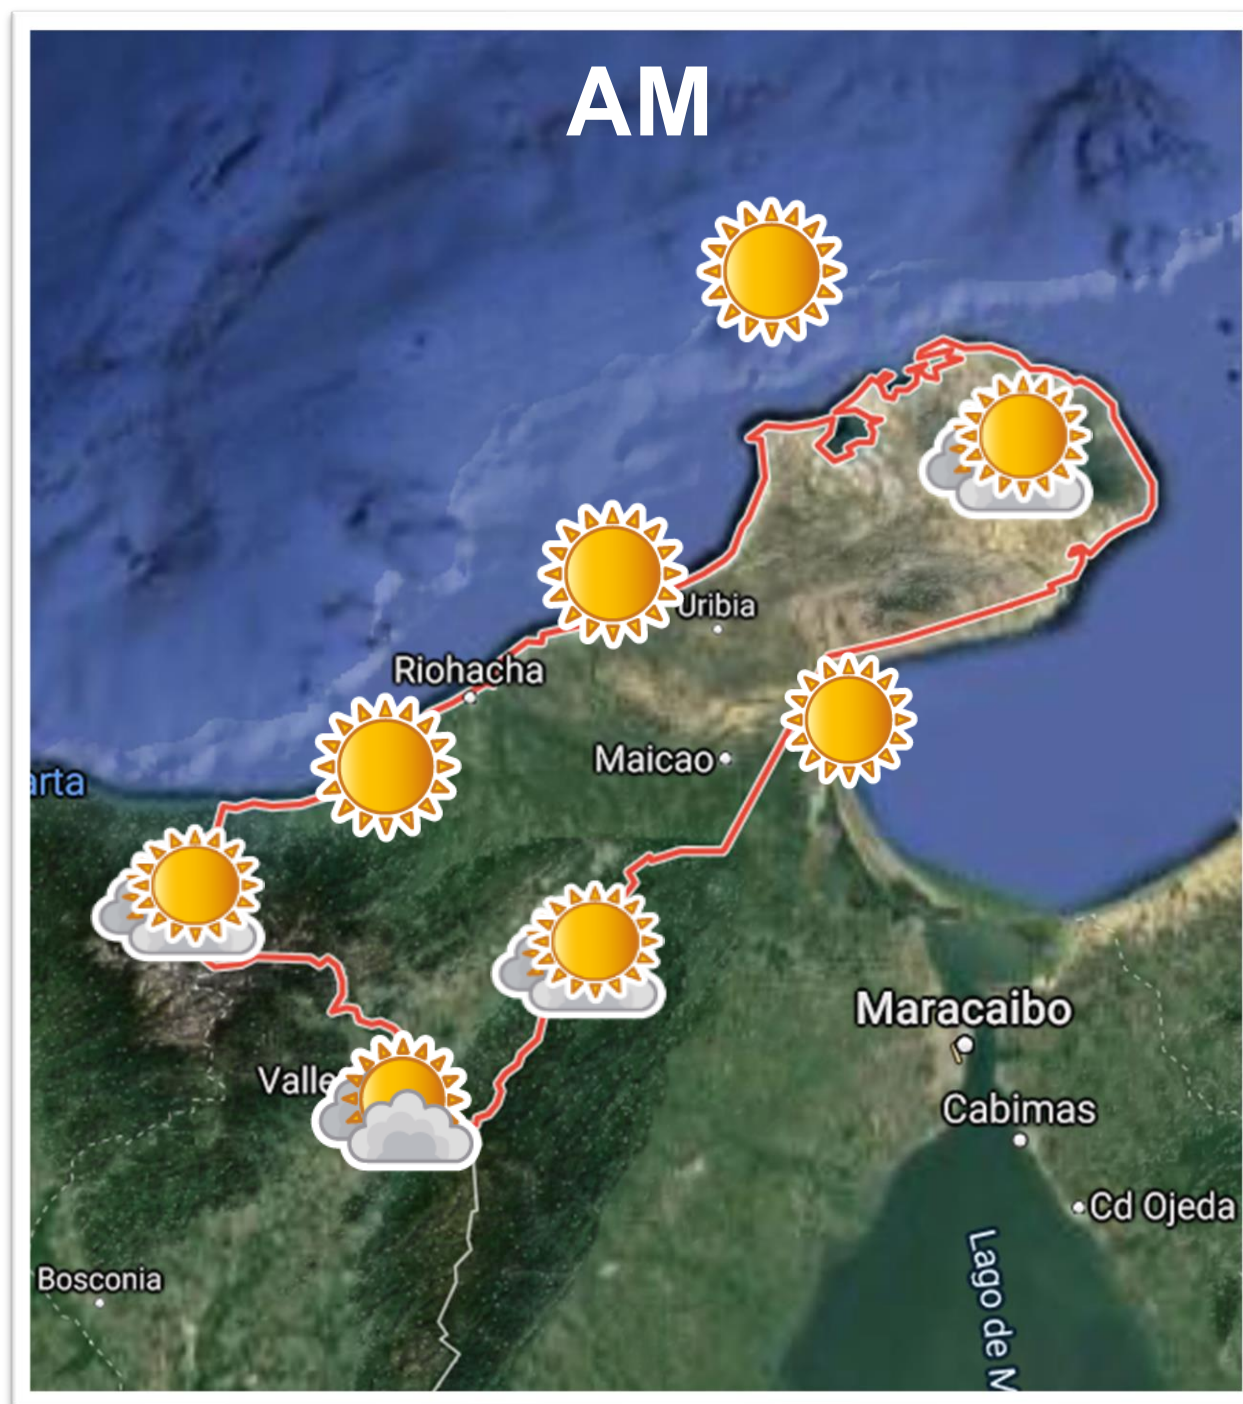 AM
Uribia
Riohacha
Maicao
arta
Maracaibo
Valle
Cabimas
Cd Ojeda
Lago de M
Bosconia